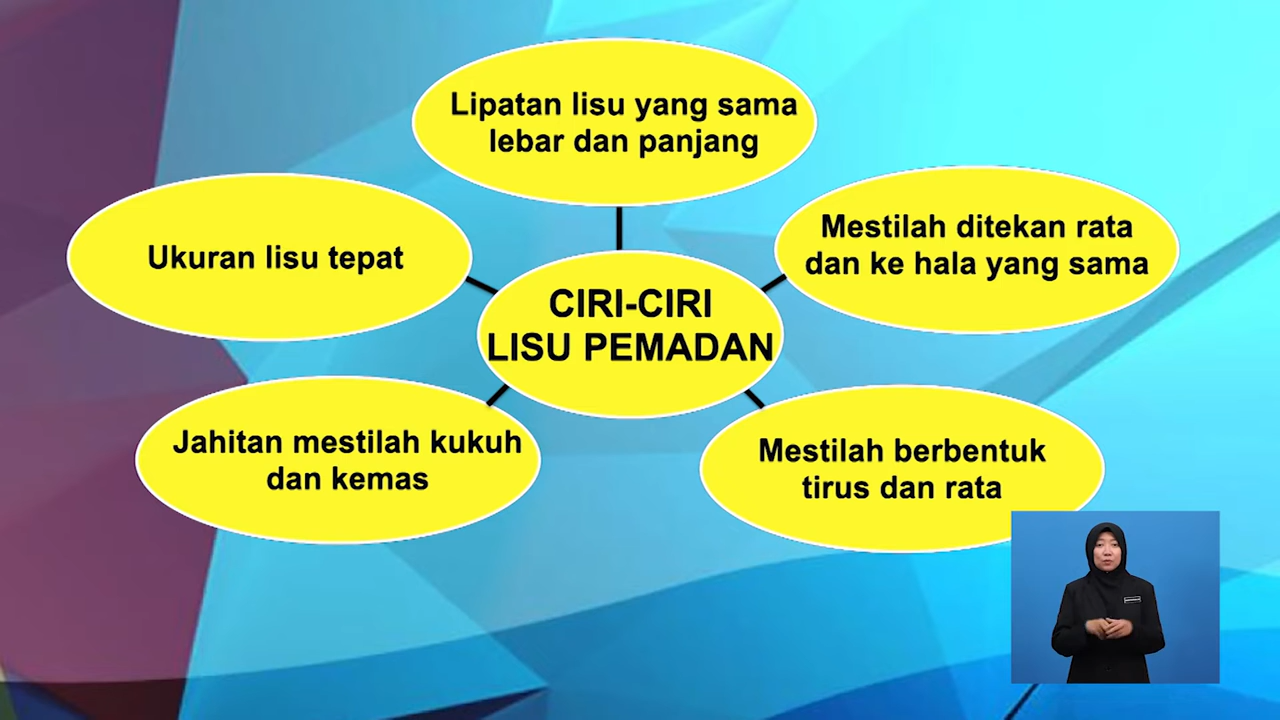 Lipatan lisu yang sama
lebar dan panjang
Mestilah ditekan rata
dan ke hala yang sama
Ukuran lisu tepat
CIRI-CIRI
LISU PEMADAN
Jahitan mestilah kukuh
dan kemas
Mestilah berbentuk
tirus dan rata